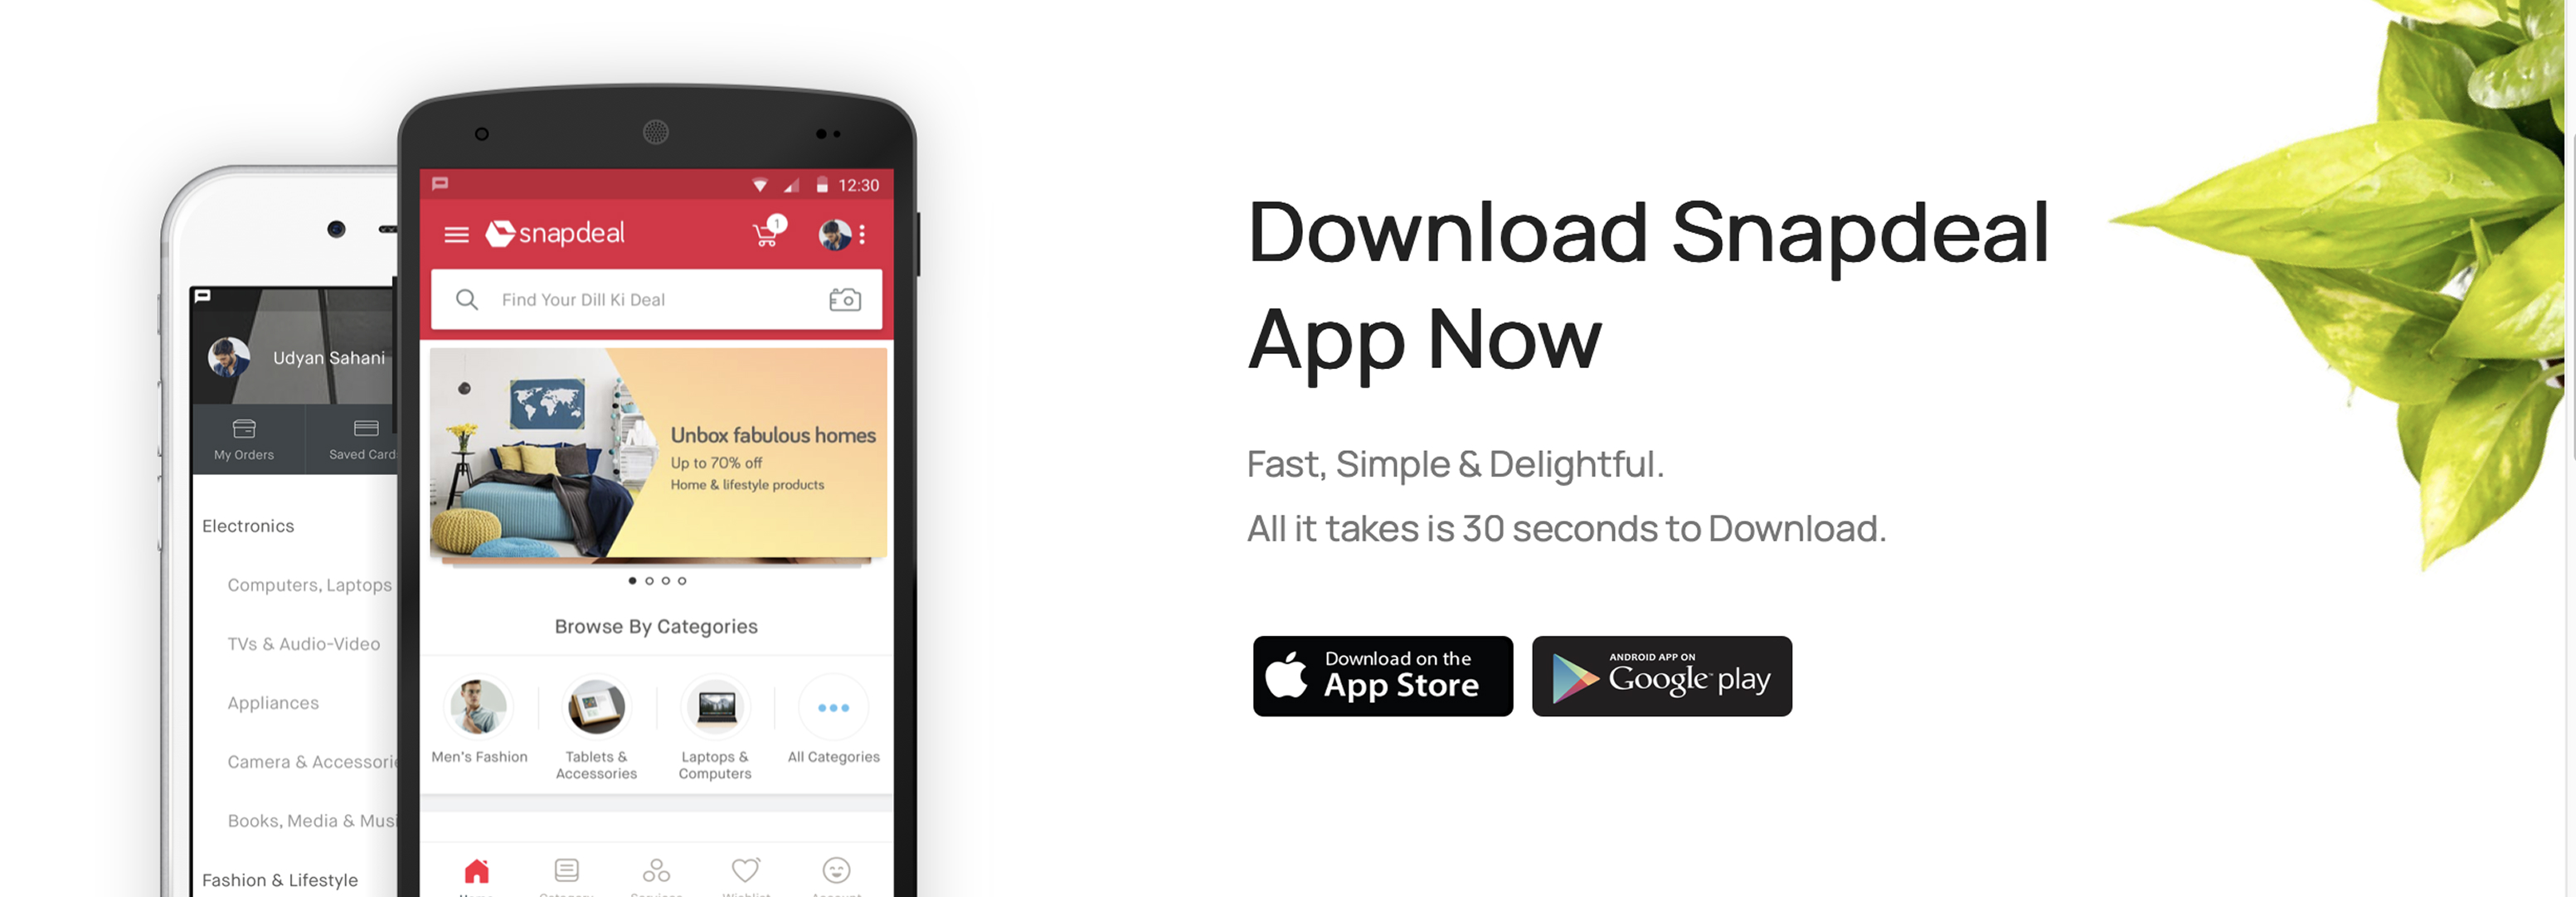 Udyan Sahani
My Orders
Saved Card
Electronics
Computers, Laptops
TVs & Audio-Video
Appliances
Camera &
Books, Media &
Fashion & Lifestyle
12:30
snapdeal
1
Find Your Dill Ki Deal
Unbox fabulous homes
Up to 70% off
Home & lifestyle products
Browse By Categories
Men's Fashion
Tablets &
Accessories
Laptops &
Computers
All Categories
Download Snapdeal
App Now
Fast, Simple & Delightful.
All it takes is 30 seconds to Download.
Download on the
App Store
ANDROID APP ON
Google play